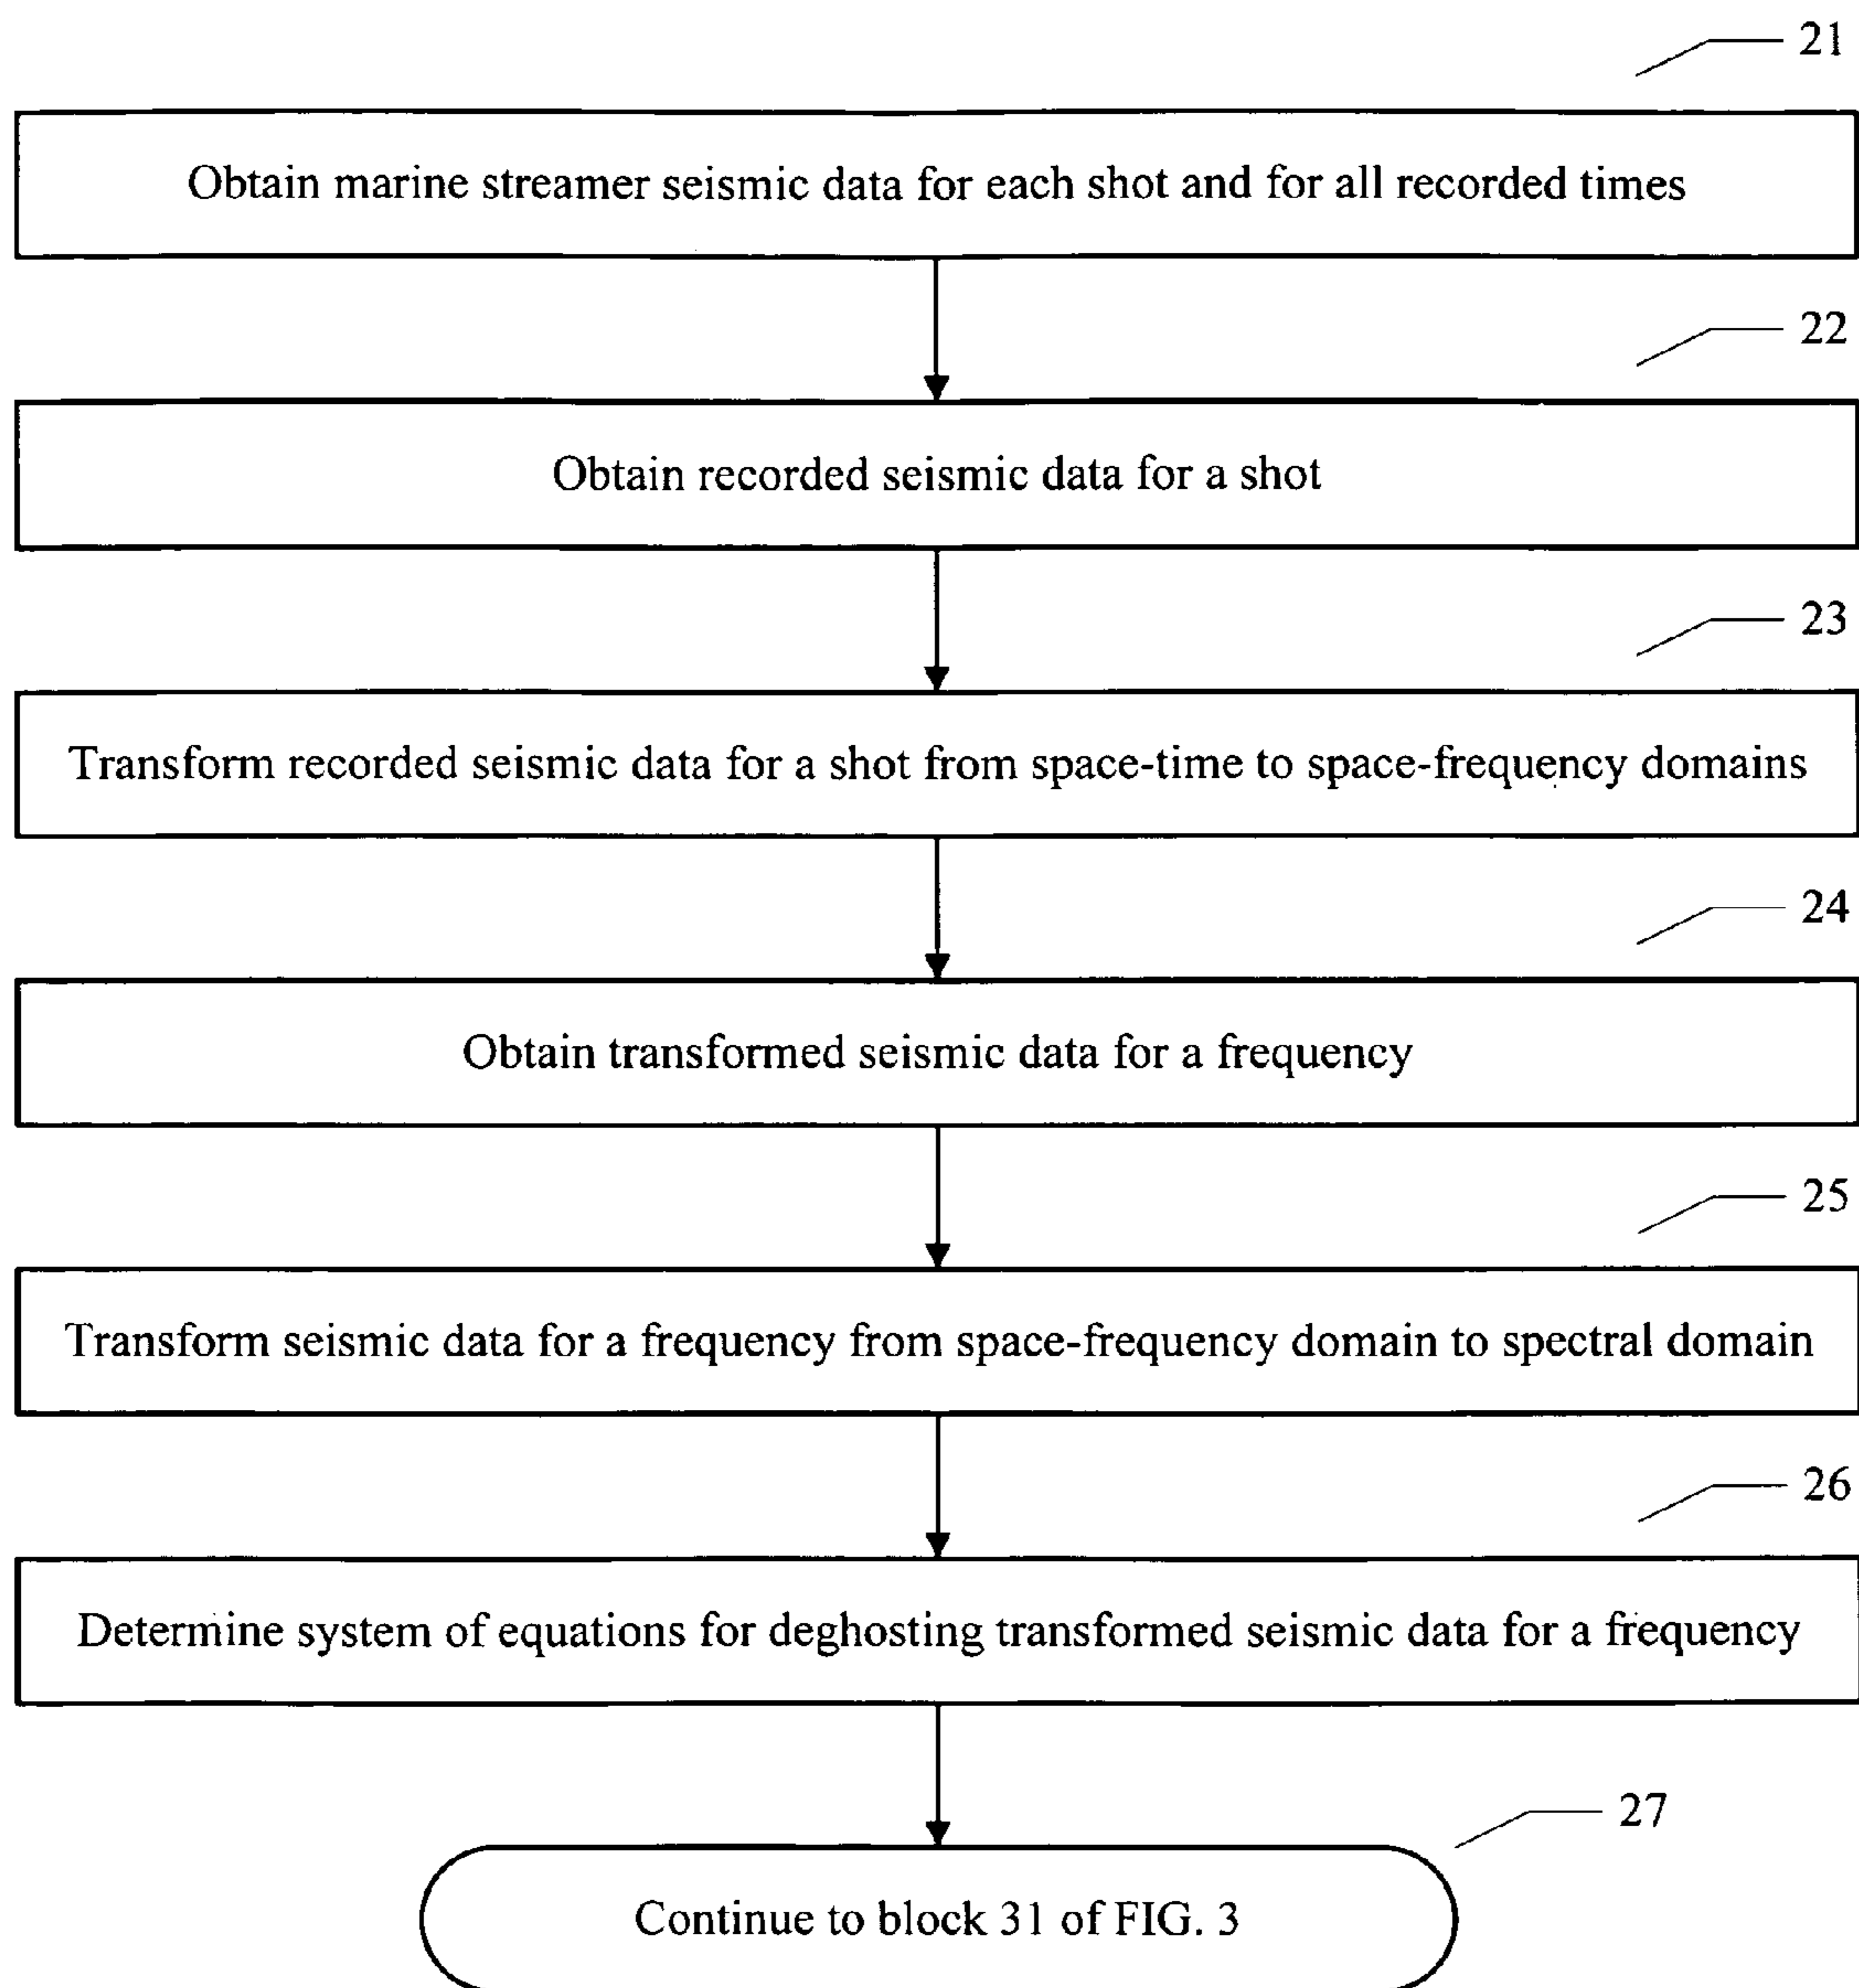 21
Obtain marine streamer seismic data for each shot and for all recorded times
22
Obtain recorded seismic data for a shot
23
Transform recorded seismic data for a shot from space-time to space-frequency domains
24
Obtain transformed seismic data for a frequency
25
Transform seismic data for a frequency from space-frequency domain to spectral domain
26
Determine system of equations for deghosting transformed seismic data for a frequency
27
Continue to block 31 of FIG. 3